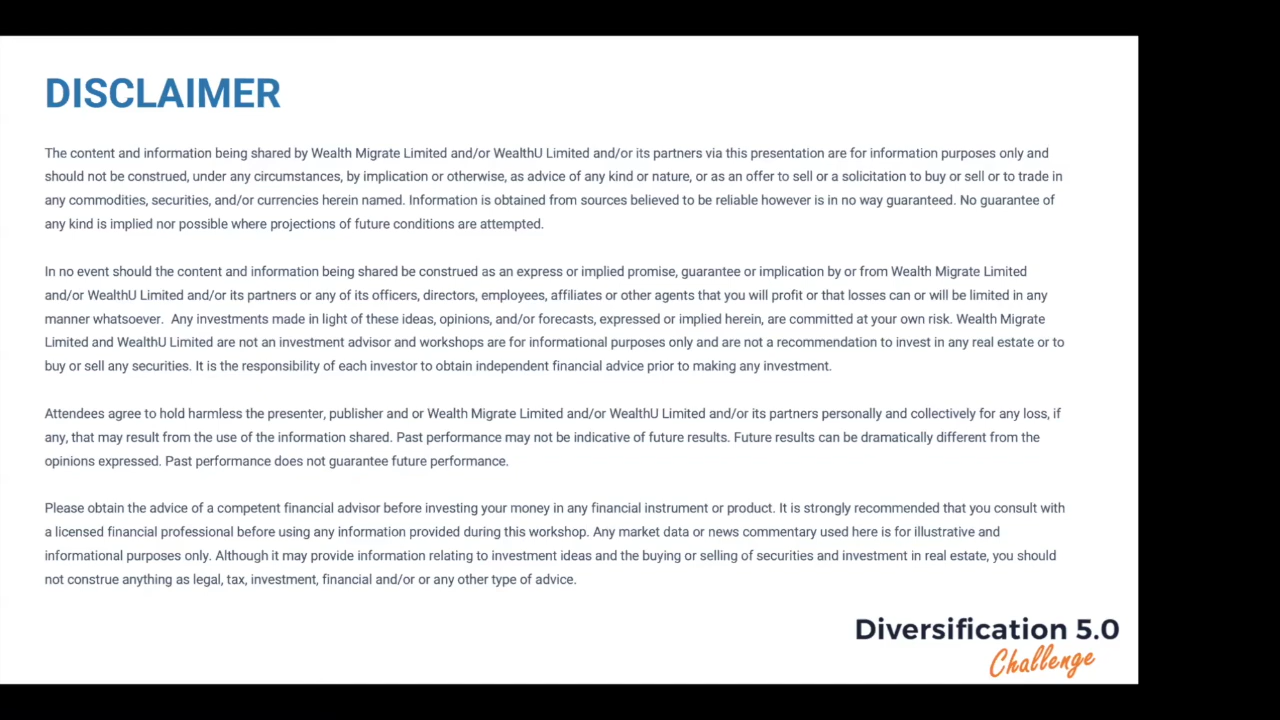 DISCLAIMER
The content and information being shared by Wealth Migrate Limited and/or WealthU Limited and/or its partners via this presentation are for information purposes only and
should not be construed, under any circumstances, by implication or otherwise, as advice of any kind or nature, or as an offer to sell or a solicitation to buy or sell or to trade in
any commodities, securities, and/or currencies herein named. Information is obtained from sources believed to be reliable however is in no way guaranteed. No guarantee of
any kind is implied nor possible where projections of future conditions are attempted.
In no event should the content and information being shared be construed as an express or implied promise, guarantee or implication by or from Wealth Migrate Limited
and/or WealthU Limited and/or its partners or any of its officers, directors, employees, affiliates or other agents that you will profit or that losses can or will be limited in any
manner whatsoever.  Any investments made in light of these ideas, opinions, and/or forecasts, expressed or implied herein, are committed at your own risk. Wealth Migrate
Limited and WealthU Limited are not an investment advisor and workshops are for informational purposes only and are not a recommendation to invest in any real estate or to
buy or sell any securities. It is the responsibility of each investor to obtain independent financial advice prior to making any investment.
Attendees agree to hold harmless the presenter, publisher and or Wealth Migrate Limited and/or WealthU Limited and/or its partners personally and collectively for any loss, if
any, that may result from the use of the information shared. Past performance may not be indicative of future results. Future results can be dramatically different from the
opinions expressed. Past performance does not guarantee future performance.
Please obtain the advice of a competent financial advisor before investing your money in any financial instrument or product. It is strongly recommended that you consult with
a licensed financial professional before using any information provided during this workshop. Any market data or news commentary used here is for illustrative and
informational purposes only. Although it may provide information relating to investment ideas and the buying or selling of securities and investment in real estate, you should
not construe anything as legal, tax, investment, financial and/or or any other type of advice.
Diversification 5.0
Challenge